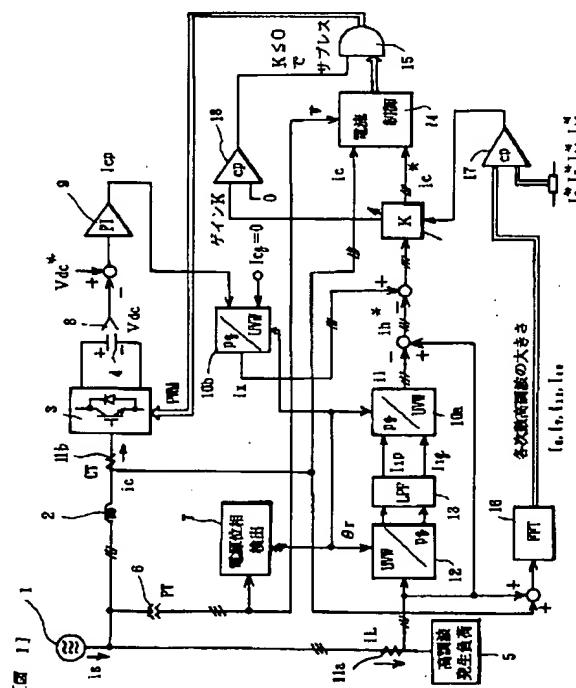 【図 1】
1
is
2
6
PT
CT
11b
ic
3
PWM
4
8
Vdc
Vdc*
+
-
PI
9
Icp
7
電源位相
検出
θr
10b
pq
UVW
Icq=0
ix
ゲインK
cp
18
0
K≦0
で
サプレス
15
v
電流
制御
14
ic
ic*
K
+
-
ih*
-
+
i1
pq
UVW
10a
I1p
I1q
LPF
13
UVW
pq
12
iL
11a
高調波
発生負荷
5
+
+
FFT
16
各次数高調波の大きさ
cp
17